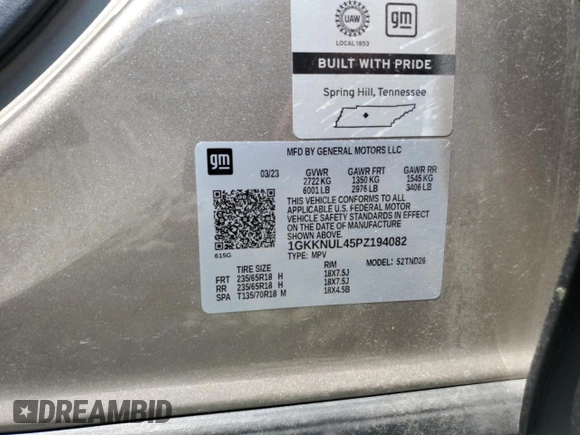 UAW
gm
LOCAL 1853
BUILT WITH PRIDE
Spring Hill, Tennessee
gm
MFD BY GENERAL MOTORS LLC
03/23 GVWR GAWR FRT GAWR RR
2722 KG 1350 KG 1545 KG
6001 LB 2976 LB 3406 LB
THIS VEHICLE CONFORMS TO ALL
APPLICABLE U.S. FEDERAL MOTOR
VEHICLE SAFETY STANDARDS IN EFFECT
ON THE DATE OF MANUFACTURE
SHOWN ABOVE.
1GKKNUL45PZ194082
61SG TYPE: MPV MODEL: S2TND26
TIRE SIZE RIM
FRT 235/65R18 H 18X7.5J
RR 235/65R18 H 18X7.5J
SPA T135/70R18 M 18X4.5B
DREAMBID